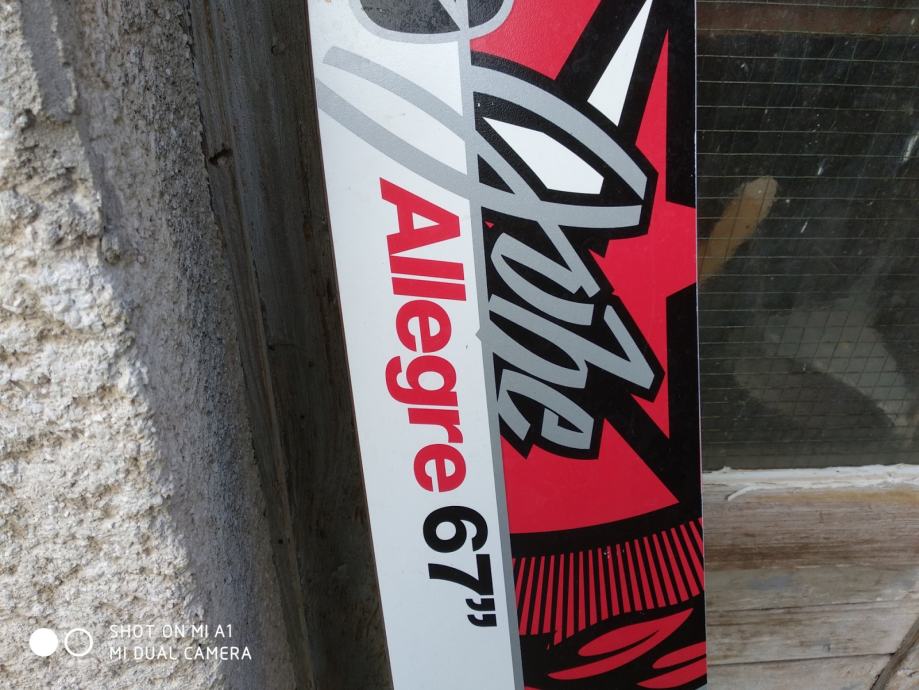 Allegre 67”
SHOT ON MI A1
MI DUAL CAMERA